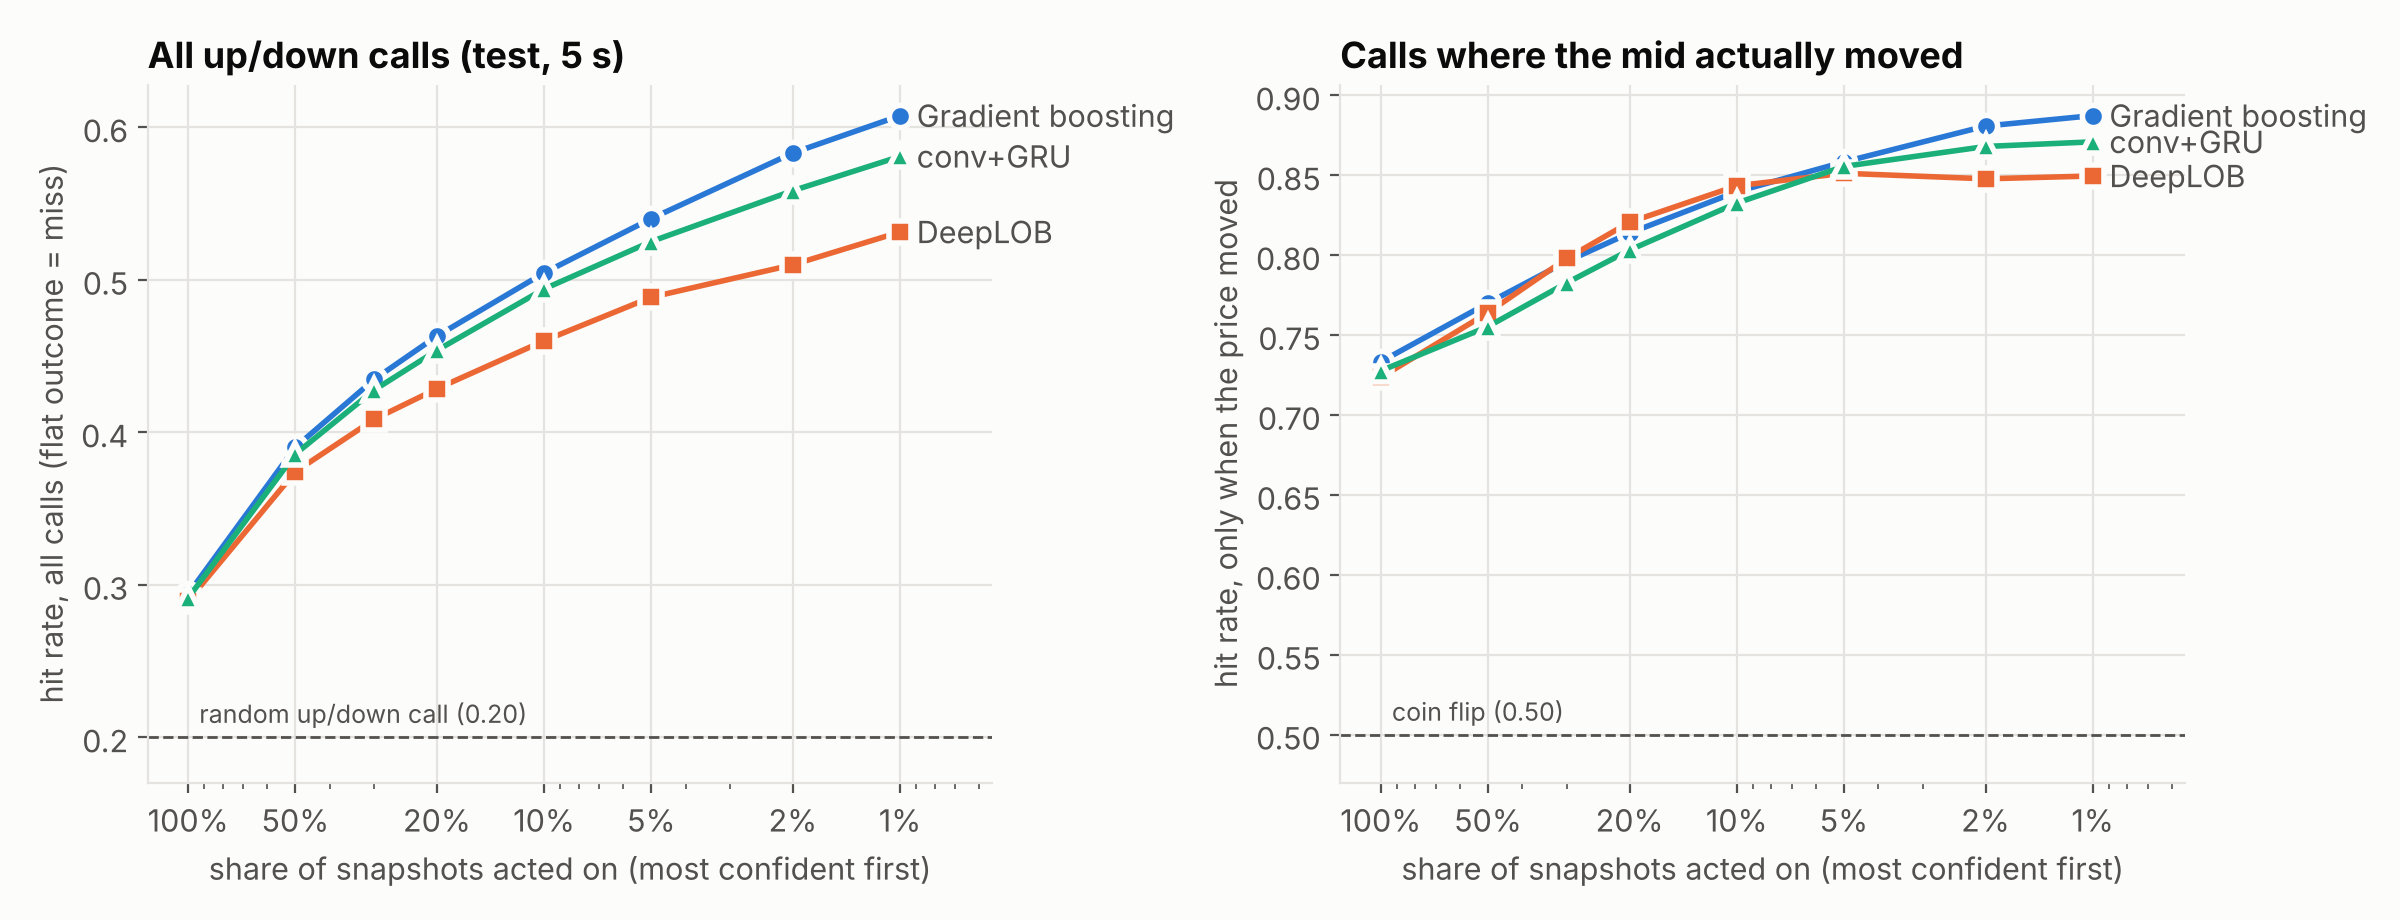 All up/down calls (test, 5 s)
hit rate, all calls (flat outcome = miss)
0.6
0.5
0.4
0.3
0.2
Gradient boosting
conv+GRU
DeepLOB
random up/down call (0.20)
100% 50% 20% 10% 5% 2% 1%
share of snapshots acted on (most confident first)
Calls where the mid actually moved
hit rate, only when the price moved
0.90
0.85
0.80
0.75
0.70
0.65
0.60
0.55
0.50
Gradient boosting
conv+GRU
DeepLOB
coin flip (0.50)
100% 50% 20% 10% 5% 2% 1%
share of snapshots acted on (most confident first)